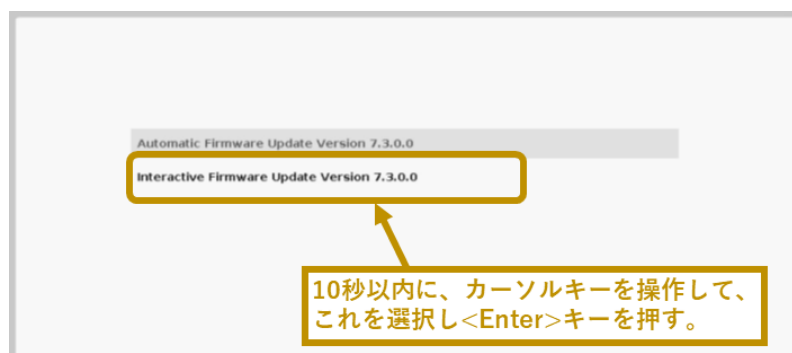 Automatic Firmware Update Version 7.3.0.0
Interactive Firmware Update Version 7.3.0.0
10秒以内に、カーソルキーを操作して、
これを選択し<Enter>キーを押す。